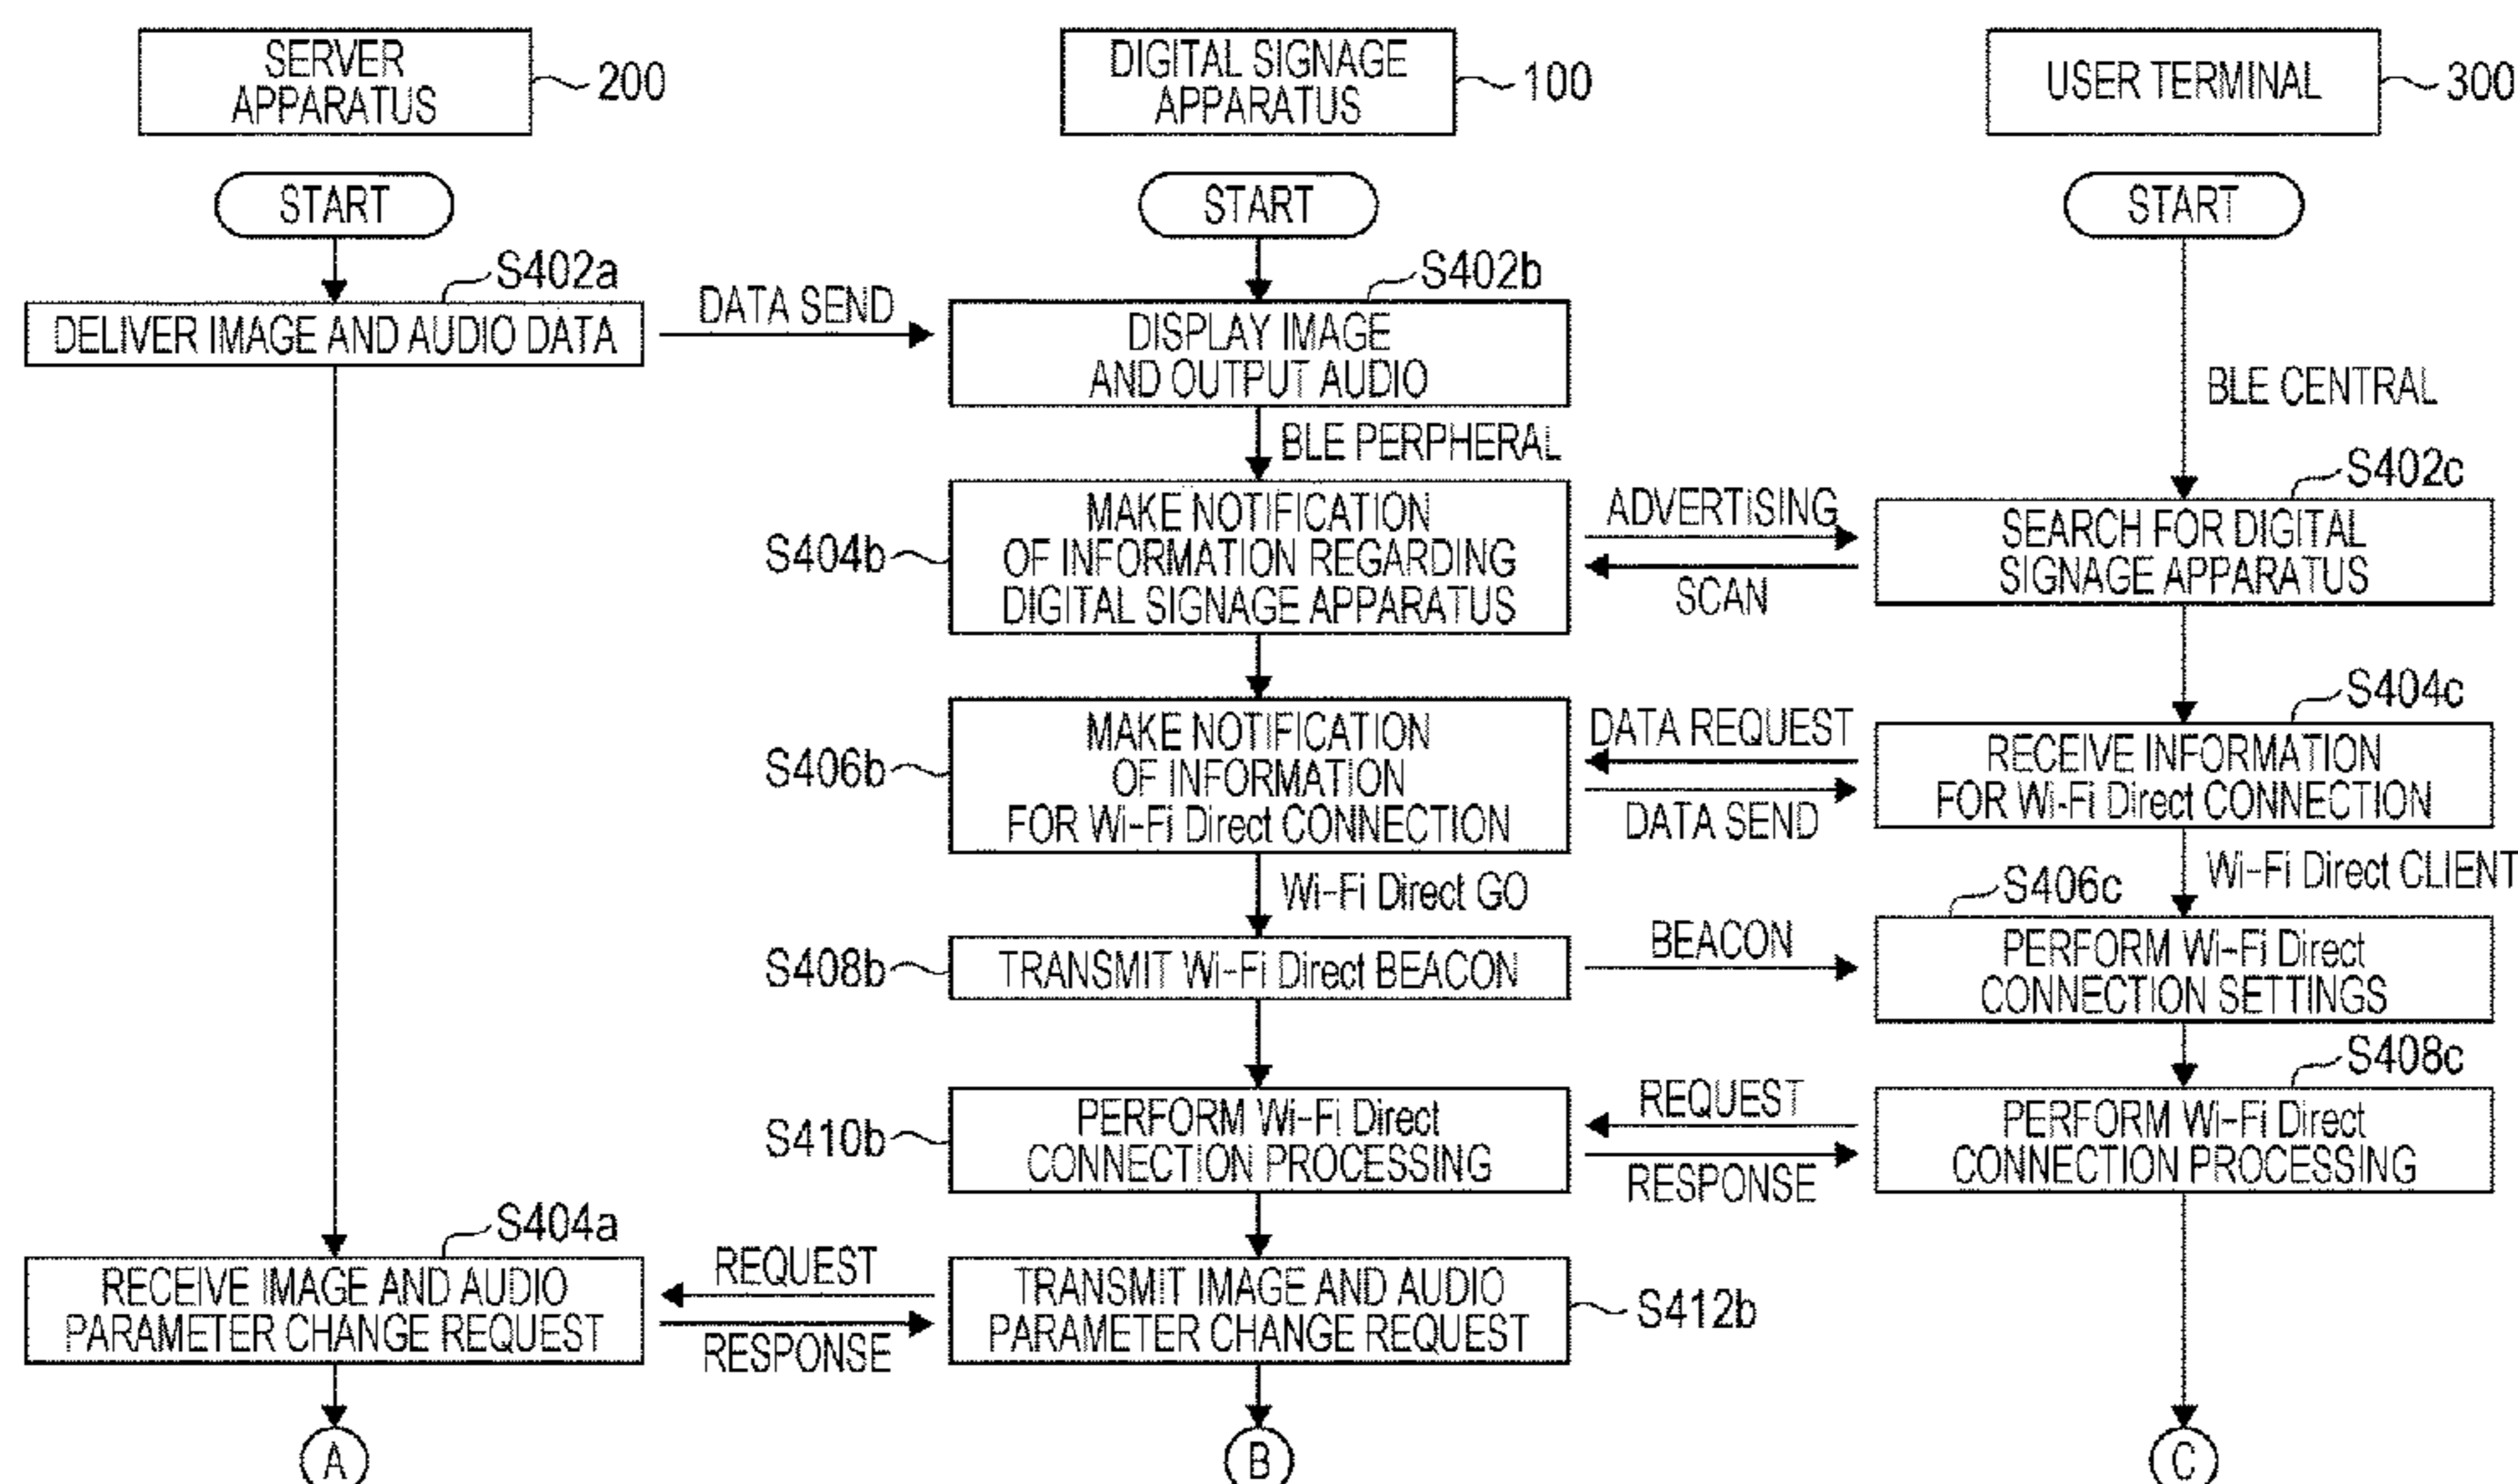 SERVER
APPARATUS
200
DIGITAL SIGNAGE
APPARATUS
100
USER TERMINAL
300
START
START
START
S402a
DELIVER IMAGE AND AUDIO DATA
DATA SEND
S402b
DISPLAY IMAGE
AND OUTPUT AUDIO
BLE CENTRAL
BLE PERPHERAL
S402c
SEARCH FOR DIGITAL
SIGNAGE APPARATUS
S404b
MAKE NOTIFICATION
OF INFORMATION REGARDING
DIGITAL SIGNAGE APPARATUS
ADVERTISING
SCAN
S404c
RECEIVE INFORMATION
FOR Wi-Fi Direct CONNECTION
S406b
MAKE NOTIFICATION
OF INFORMATION
FOR Wi-Fi Direct CONNECTION
DATA REQUEST
DATA SEND
Wi-Fi Direct GO
Wi-Fi Direct CLIENT
S406c
PERFORM Wi-Fi Direct
CONNECTION SETTINGS
S408b
TRANSMIT Wi-Fi Direct BEACON
BEACON
S408c
PERFORM Wi-Fi Direct
CONNECTION PROCESSING
S410b
PERFORM Wi-Fi Direct
CONNECTION PROCESSING
REQUEST
RESPONSE
S404a
RECEIVE IMAGE AND AUDIO
PARAMETER CHANGE REQUEST
REQUEST
RESPONSE
TRANSMIT IMAGE AND AUDIO
PARAMETER CHANGE REQUEST
S412b
A
B
C